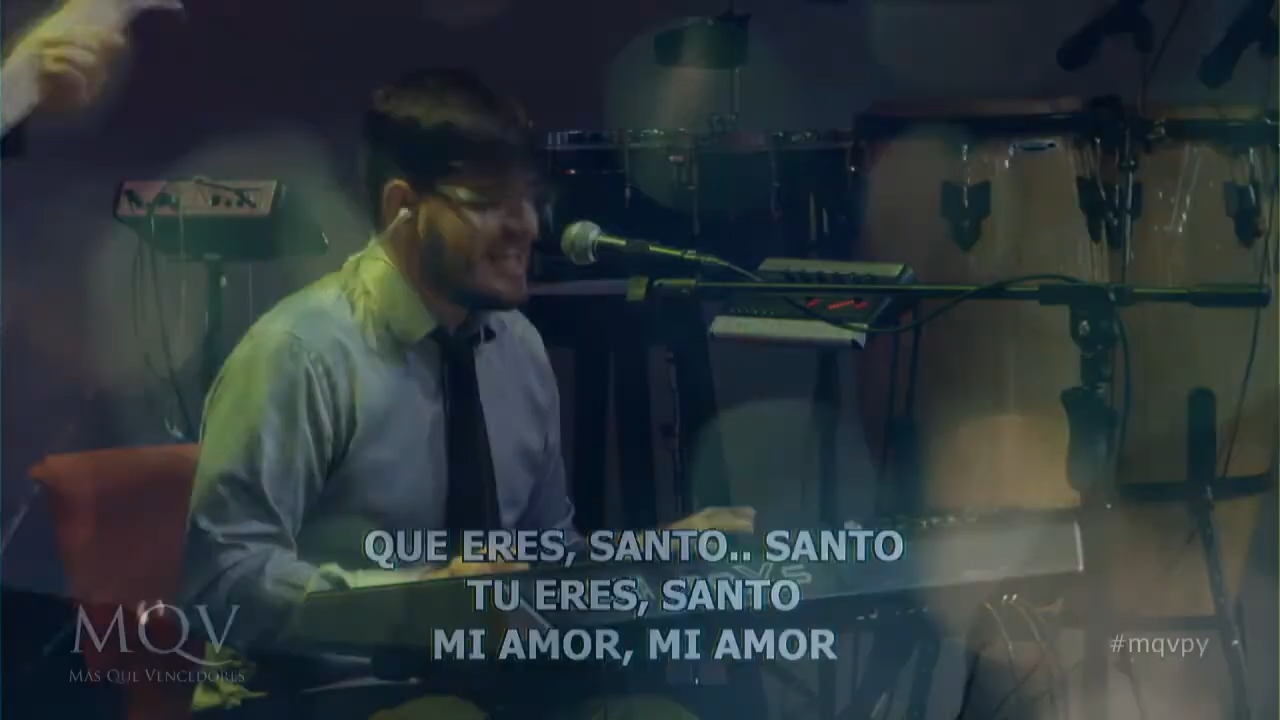 QUE ERES, SANTO.. SANTO
TU ERES, SANTO
MI AMOR, MI AMOR
MQV
MAS QUE VENCEDORES
#mqvpy